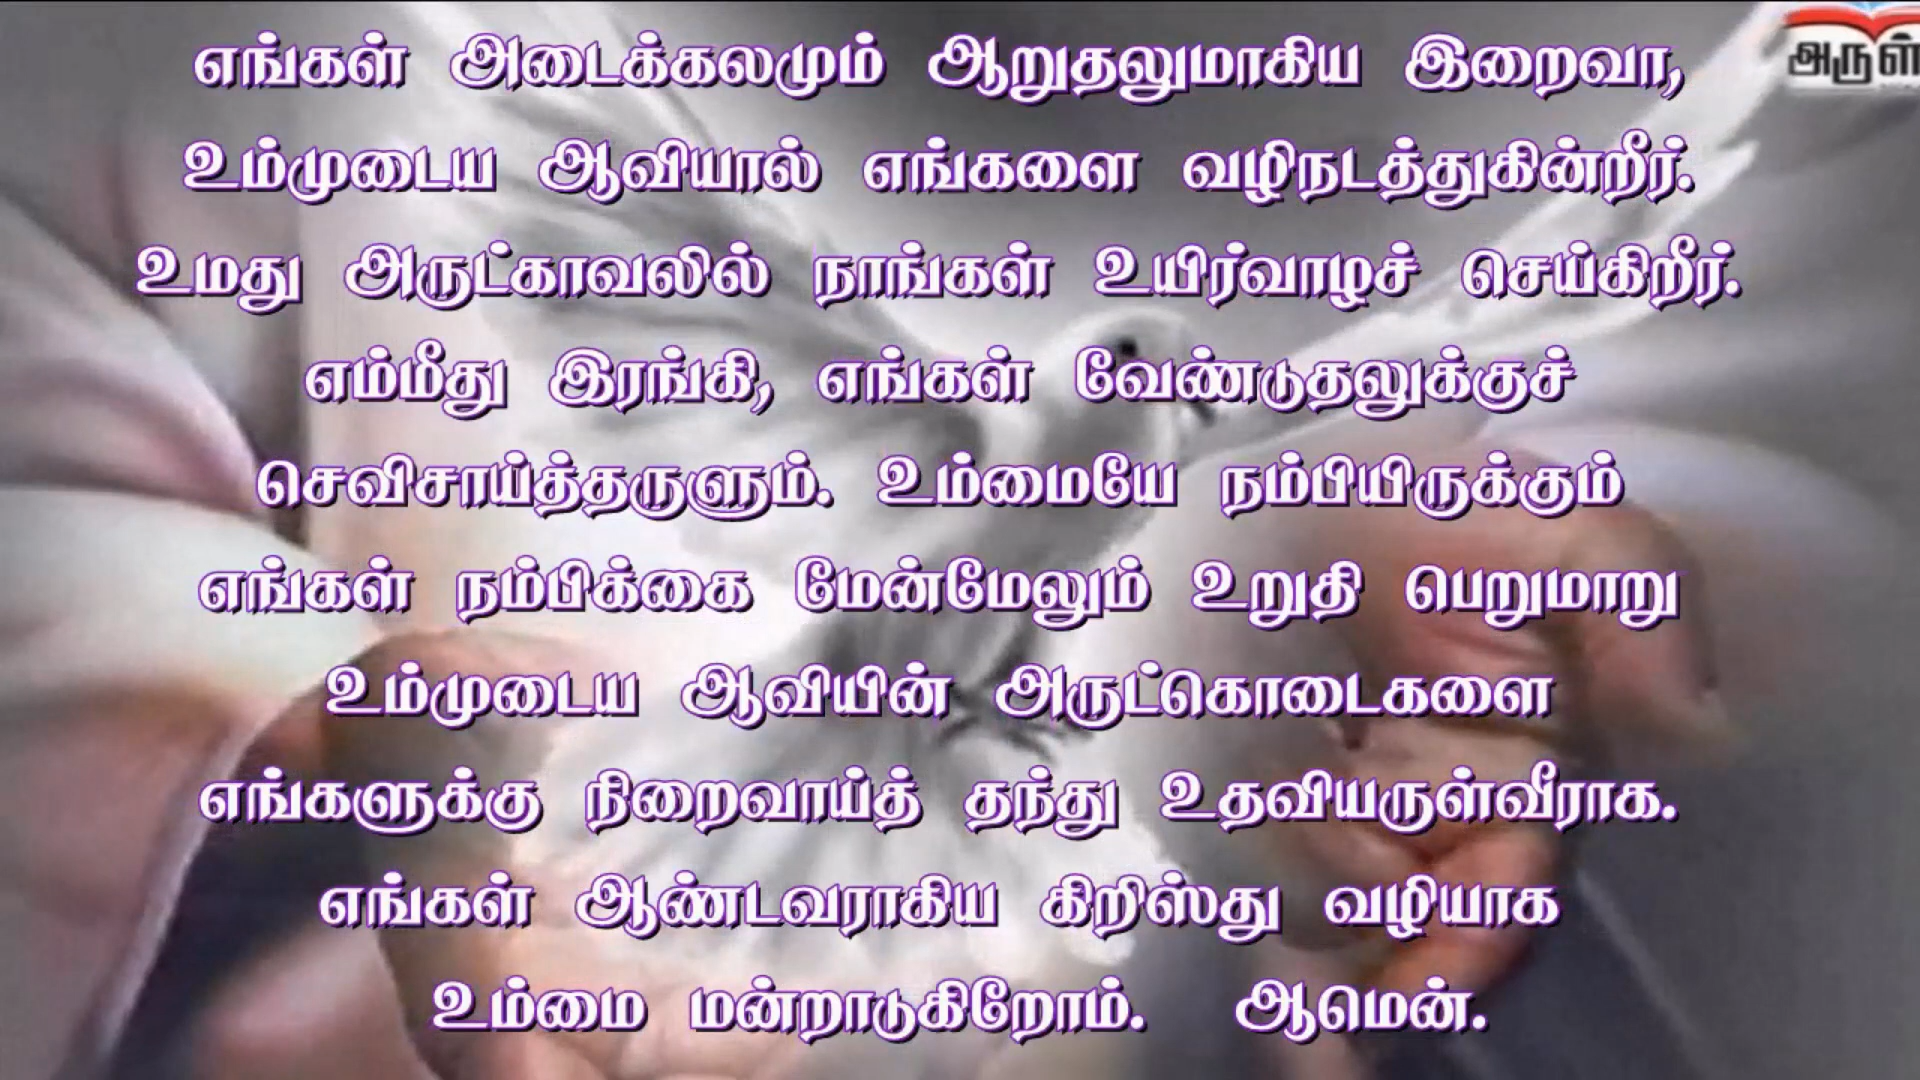 எங்கள் அடைக்கலமும் ஆறுதலுமாகிய இறைவா,
உம்முடைய ஆவியால் எங்களை வழிநடத்துகின்றீர்.
உமது அருட்காவலில் நாங்கள் உயிர்வாழச் செய்கிறீர்.
எம்மீது இரங்கி, எங்கள் வேண்டுதலுக்குச்
செவிசாய்த்தருளும். உம்மையே நம்பியிருக்கும்
எங்கள் நம்பிக்கை மேன்மேலும் உறுதி பெறுமாறு
உம்முடைய ஆவியின் அருட்கொடைகளை
எங்களுக்கு நிறைவாய்த் தந்து உதவியருள்வீராக.
எங்கள் ஆண்டவராகிய கிறிஸ்து வழியாக
உம்மை மன்றாடுகிறோம். ஆமென்.
அருள்